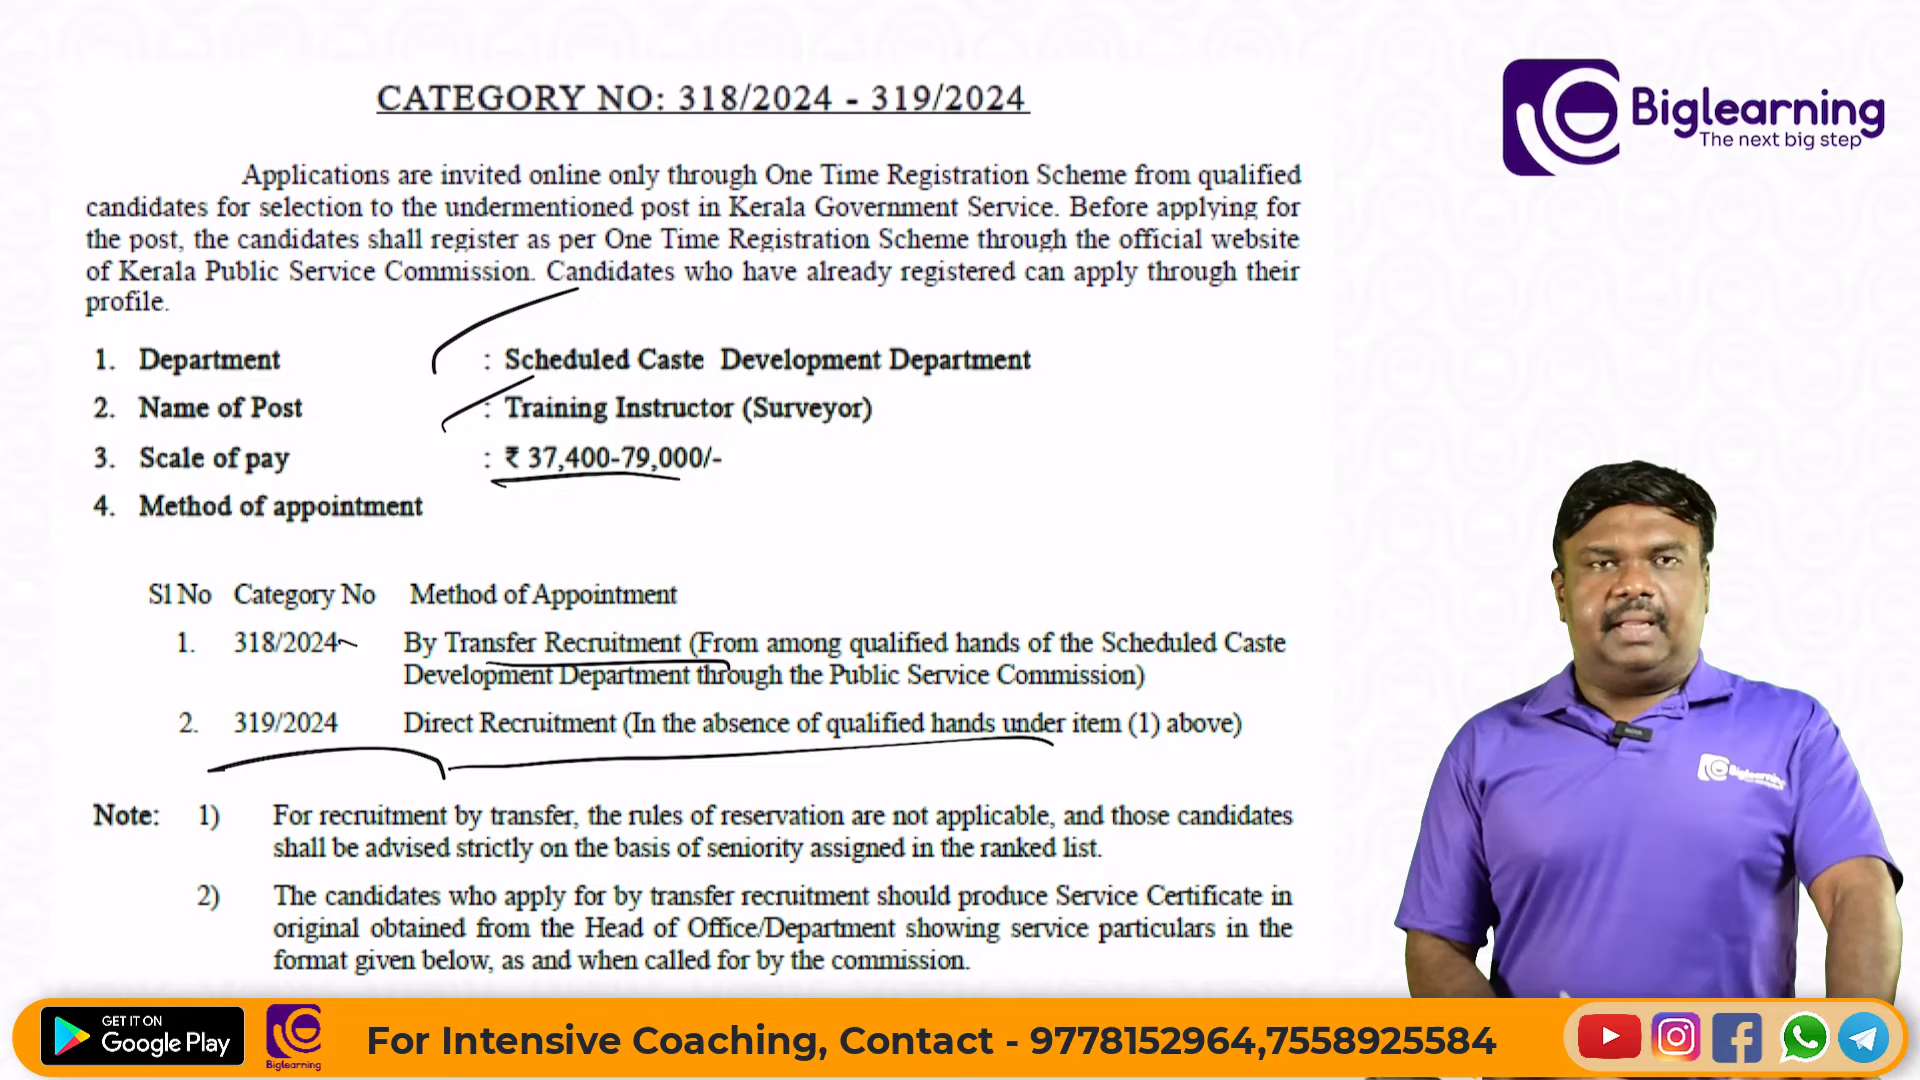 CATEGORY NO: 318/2024 - 319/2024
Biglearning
The next big step
Applications are invited online only through One Time Registration Scheme from qualified
candidates for selection to the undermentioned post in Kerala Government Service. Before applying for
the post, the candidates shall register as per One Time Registration Scheme through the official website
of Kerala Public Service Commission. Candidates who have already registered can apply through their
profile.
1. Department : Scheduled Caste Development Department
2. Name of Post : Training Instructor (Surveyor)
3. Scale of pay : ₹ 37,400-79,000/-
4. Method of appointment
Sl No Category No Method of Appointment
1. 318/2024 By Transfer Recruitment (From among qualified hands of the Scheduled Caste
Development Department through the Public Service Commission)
2. 319/2024 Direct Recruitment (In the absence of qualified hands under item (1) above)
Note: 1) For recruitment by transfer, the rules of reservation are not applicable, and those candidates
shall be advised strictly on the basis of seniority assigned in the ranked list.
2) The candidates who apply for by transfer recruitment should produce Service Certificate in
original obtained from the Head of Office/Department showing service particulars in the
format given below, as and when called for by the commission.
Biglearning
GET IT ON
Google Play
Biglearning
For Intensive Coaching, Contact - 9778152964,7558925584